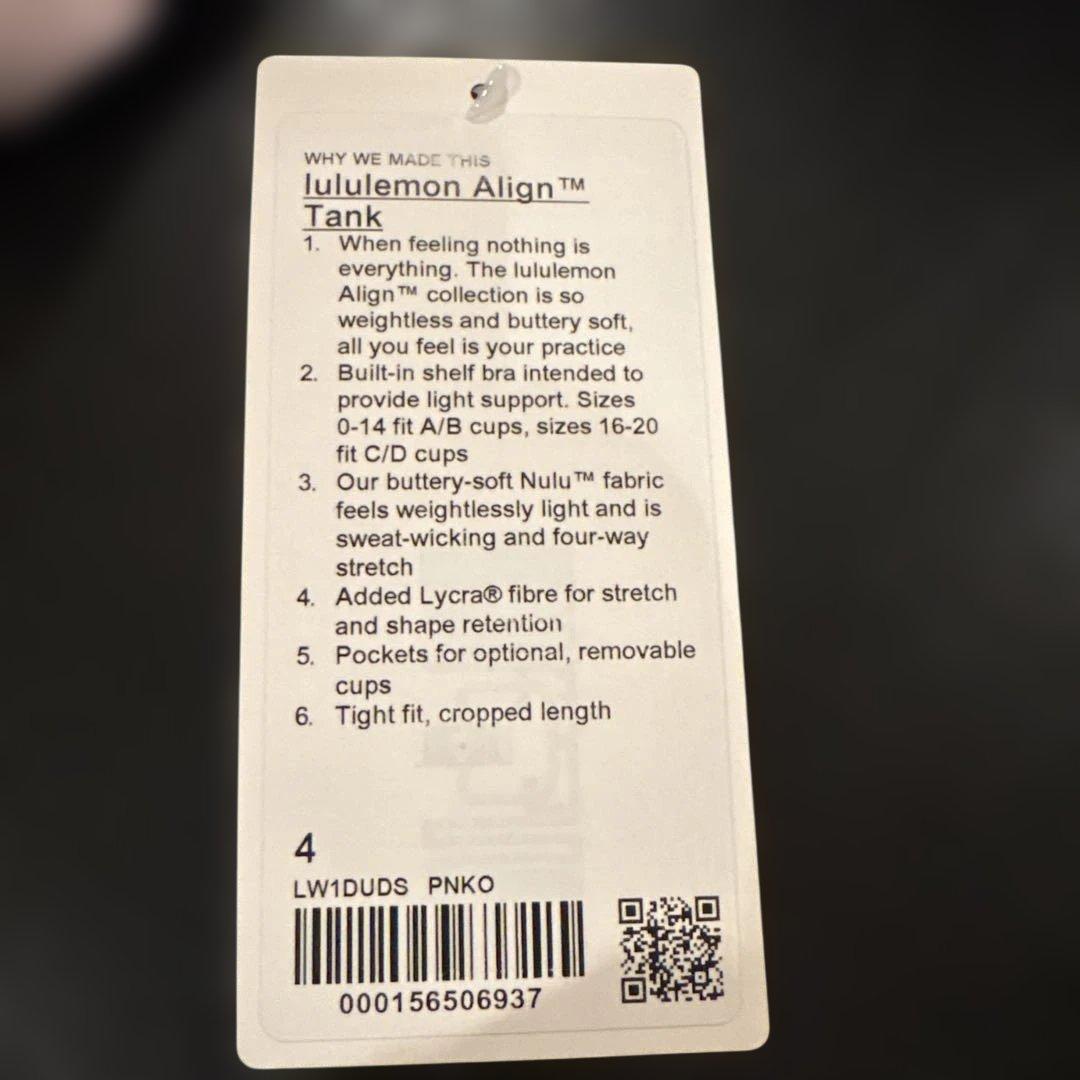 WHY WE MADE THIS
lululemon Align™
Tank
1. When feeling nothing is
everything. The lululemon
Align™ collection is so
weightless and buttery soft,
all you feel is your practice
2. Built-in shelf bra intended to
provide light support. Sizes
0-14 fit A/B cups, sizes 16-20
fit C/D cups
3. Our buttery-soft Nulu™ fabric
feels weightlessly light and is
sweat-wicking and four-way
stretch
4. Added Lycra® fibre for stretch
and shape retention
5. Pockets for optional, removable
cups
6. Tight fit, cropped length
4
LW1DUDS PNKO
000156506937